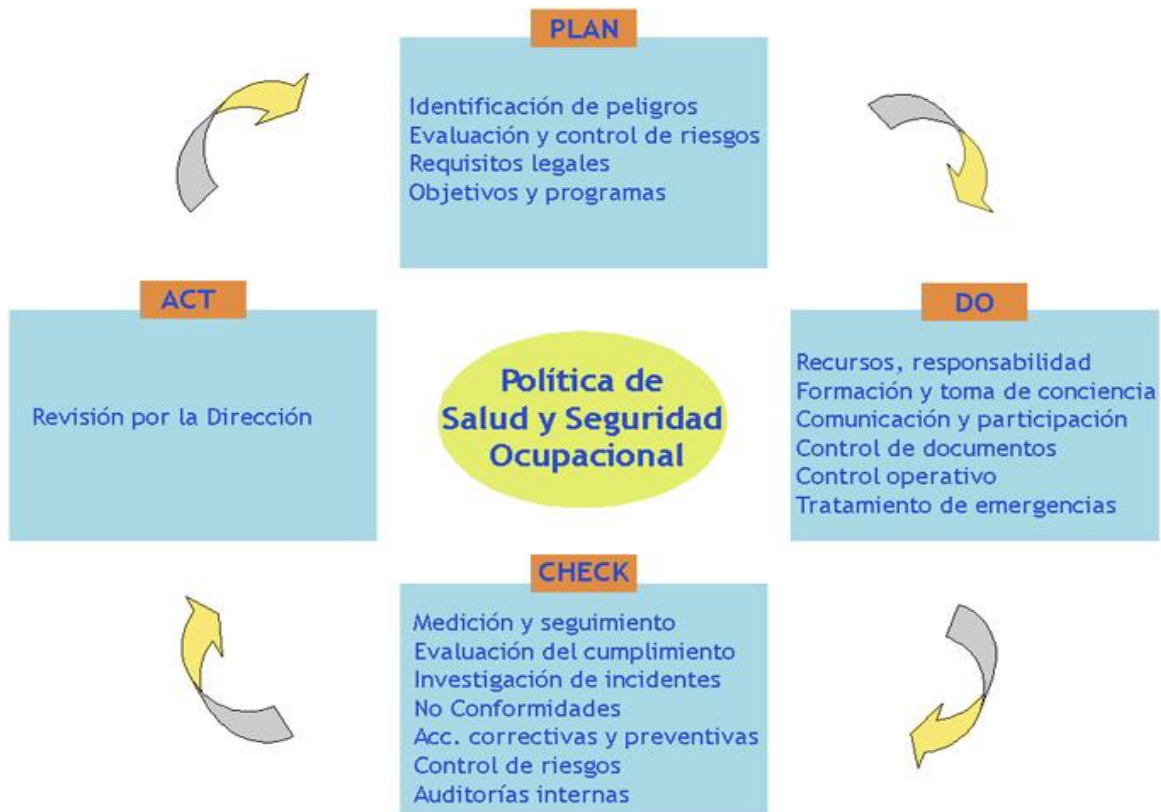 PLAN
Identificación de peligros
Evaluación y control de riesgos
Requisitos legales
Objetivos y programas
ACT
Revisión por la Dirección
Política de
Salud y Seguridad
Ocupacional
DO
Recursos, responsabilidad
Formación y toma de conciencia
Comunicación y participación
Control de documentos
Control operativo
Tratamiento de emergencias
CHECK
Medición y seguimiento
Evaluación del cumplimiento
Investigación de incidentes
No Conformidades
Acc. correctivas y preventivas
Control de riesgos
Auditorías internas